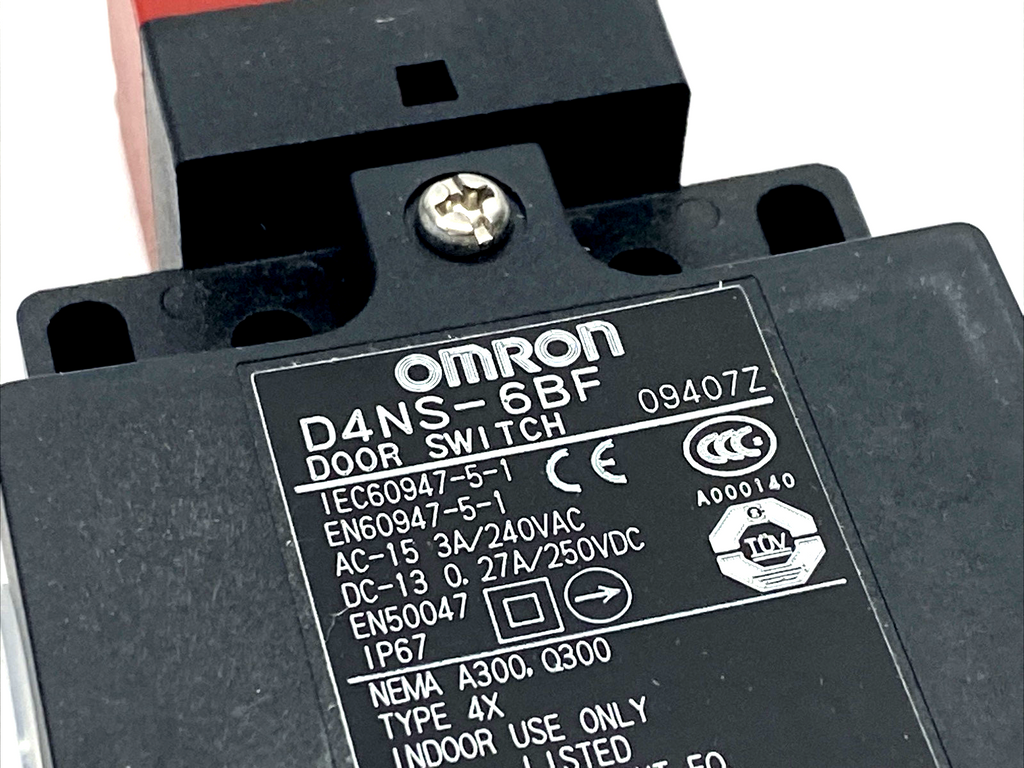 OMRON
D4NS-6BF 09407Z
DOOR SWITCH
IEC60947-5-1 CE CCC
EN60947-5-1 A000140
AC-15 3A/240VAC
DC-13 0.27A/250VDC TÜV
EN50047
IP67
NEMA A300,Q300
TYPE 4X
INDOOR USE ONLY
LISTED